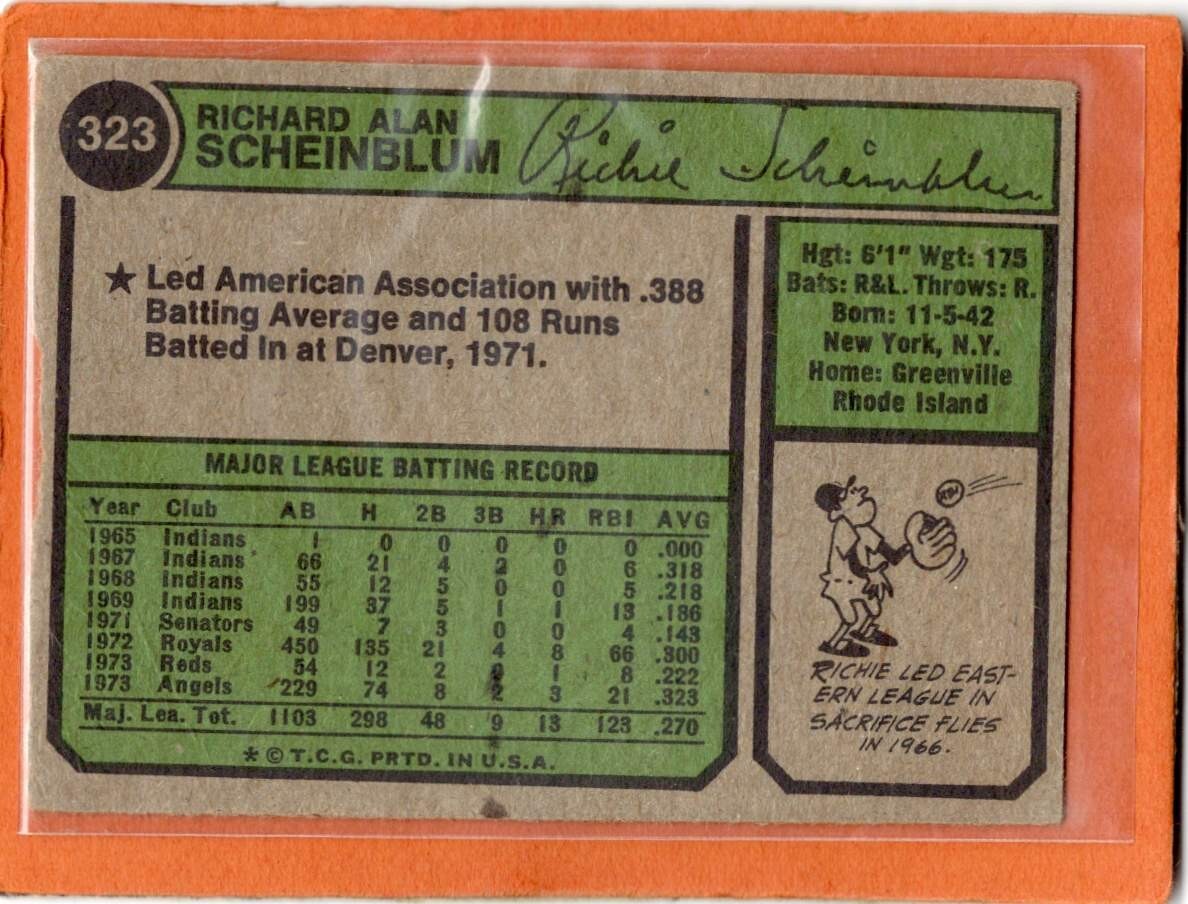 323
RICHARD ALAN
SCHEINBLUM
Richie Scheinblum
★ Led American Association with .388
Batting Average and 108 Runs
Batted In at Denver, 1971.
Hgt: 6'1" Wgt: 175
Bats: R&L. Throws: R.
Born: 11-5-42
New York, N.Y.
Home: Greenville
Rhode Island
MAJOR LEAGUE BATTING RECORD
Year Club AB H 2B 3B HR RBI AVG
1965 Indians 1 0 0 0 0 0 .000
1967 Indians 66 21 4 2 0 6 .318
1968 Indians 55 12 5 0 0 5 .218
1969 Indians 199 37 5 1 1 13 .186
1971 Senators 49 7 3 0 0 4 .143
1972 Royals 450 135 21 4 8 66 .300
1973 Reds 54 12 2 1 8 .222
1973 Angels 229 74 8 2 3 21 .323
Maj. Lea. Tot. 1103 298 48 9 13 123 .270
* © T.C.G. PRTD. IN U.S.A.
RICHIE LED EAST-
ERN LEAGUE IN
SACRIFICE FLIES
IN 1966.